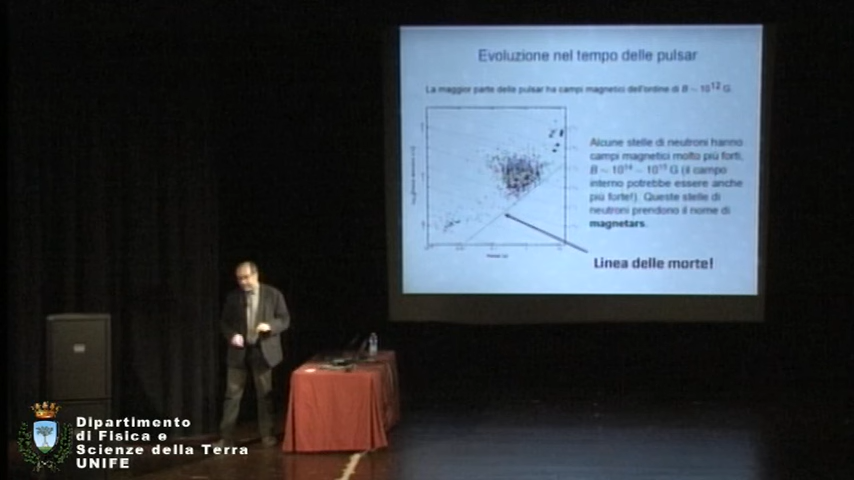 Evoluzione nel tempo delle pulsar
La maggior parte delle pulsar ha campi magnetici dell'ordine di B ~ 10¹² G
Alcune stelle di neutroni hanno
campi magnetici molto più forti,
B ~ 10¹⁴ – 10¹⁵ G (il campo
interno potrebbe essere anche
più forte!). Queste stelle di
neutroni prendono il nome di
magnetars.
Linea delle morte!
Dipartimento
di Fisica e
Scienze della Terra
UNIFE